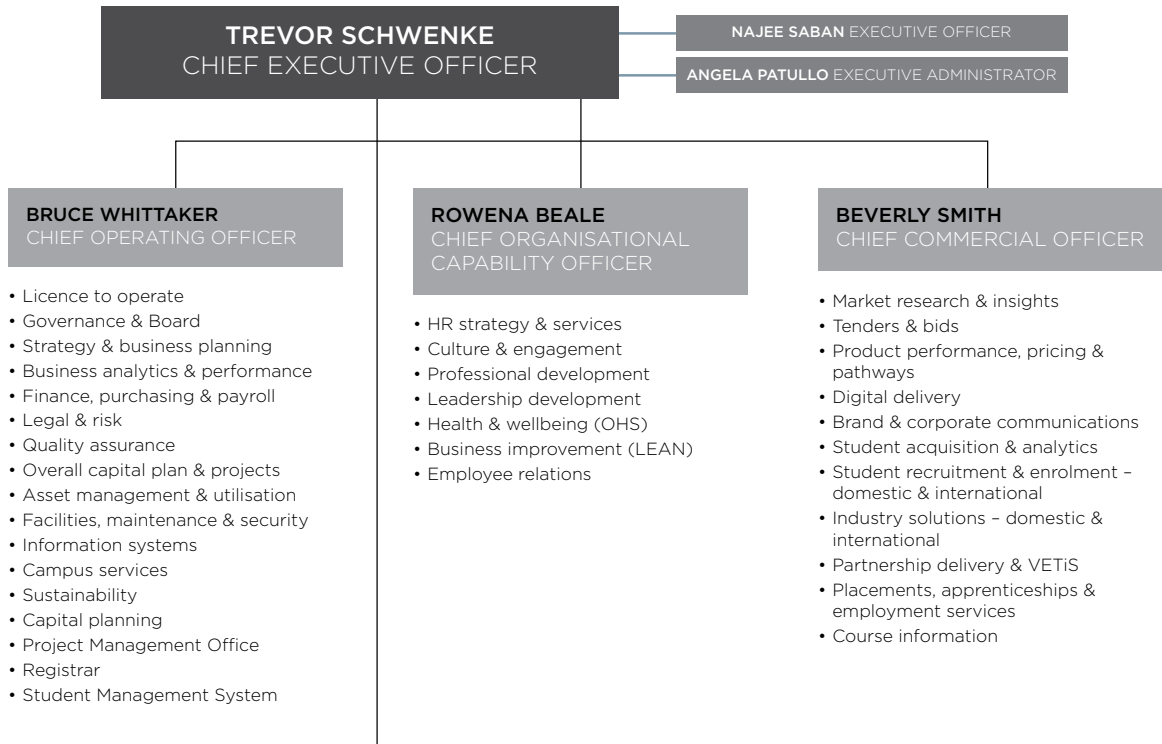 TREVOR SCHWENKE
CHIEF EXECUTIVE OFFICER
NAJEE SABAN EXECUTIVE OFFICER
ANGELA PATULLO EXECUTIVE ADMINISTRATOR
BRUCE WHITTAKER
CHIEF OPERATING OFFICER
• Licence to operate
• Governance & Board
• Strategy & business planning
• Business analytics & performance
• Finance, purchasing & payroll
• Legal & risk
• Quality assurance
• Overall capital plan & projects
• Asset management & utilisation
• Facilities, maintenance & security
• Information systems
• Campus services
• Sustainability
• Capital planning
• Project Management Office
• Registrar
• Student Management System
ROWENA BEALE
CHIEF ORGANISATIONAL
CAPABILITY OFFICER
• HR strategy & services
• Culture & engagement
• Professional development
• Leadership development
• Health & wellbeing (OHS)
• Business improvement (LEAN)
• Employee relations
BEVERLY SMITH
CHIEF COMMERCIAL OFFICER
• Market research & insights
• Tenders & bids
• Product performance, pricing &
pathways
• Digital delivery
• Brand & corporate communications
• Student acquisition & analytics
• Student recruitment & enrolment –
domestic & international
• Industry solutions – domestic &
international
• Partnership delivery & VETiS
• Placements, apprenticeships &
employment services
• Course information